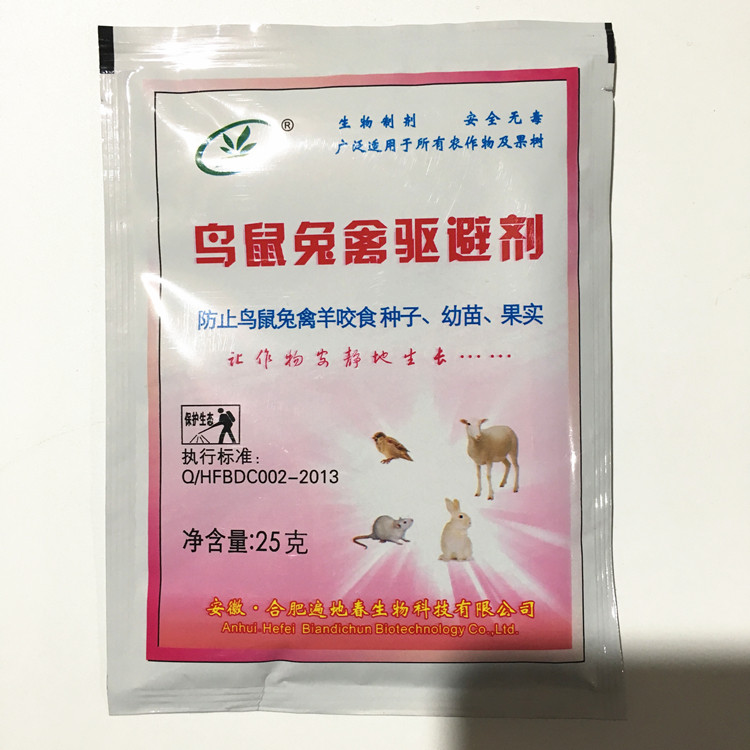 ®
生物制剂 安全无毒
广泛适用于所有农作物及果树
鸟鼠兔禽驱避剂
防止鸟鼠兔禽羊咬食种子、幼苗、果实
让作物安静地生长……
保护生态
执行标准：
Q/HFBDC002-2013
净含量:25克
安徽·合肥遍地春生物科技有限公司
Anhui·Hefei Biandichun Biotechnology Co.,Ltd.